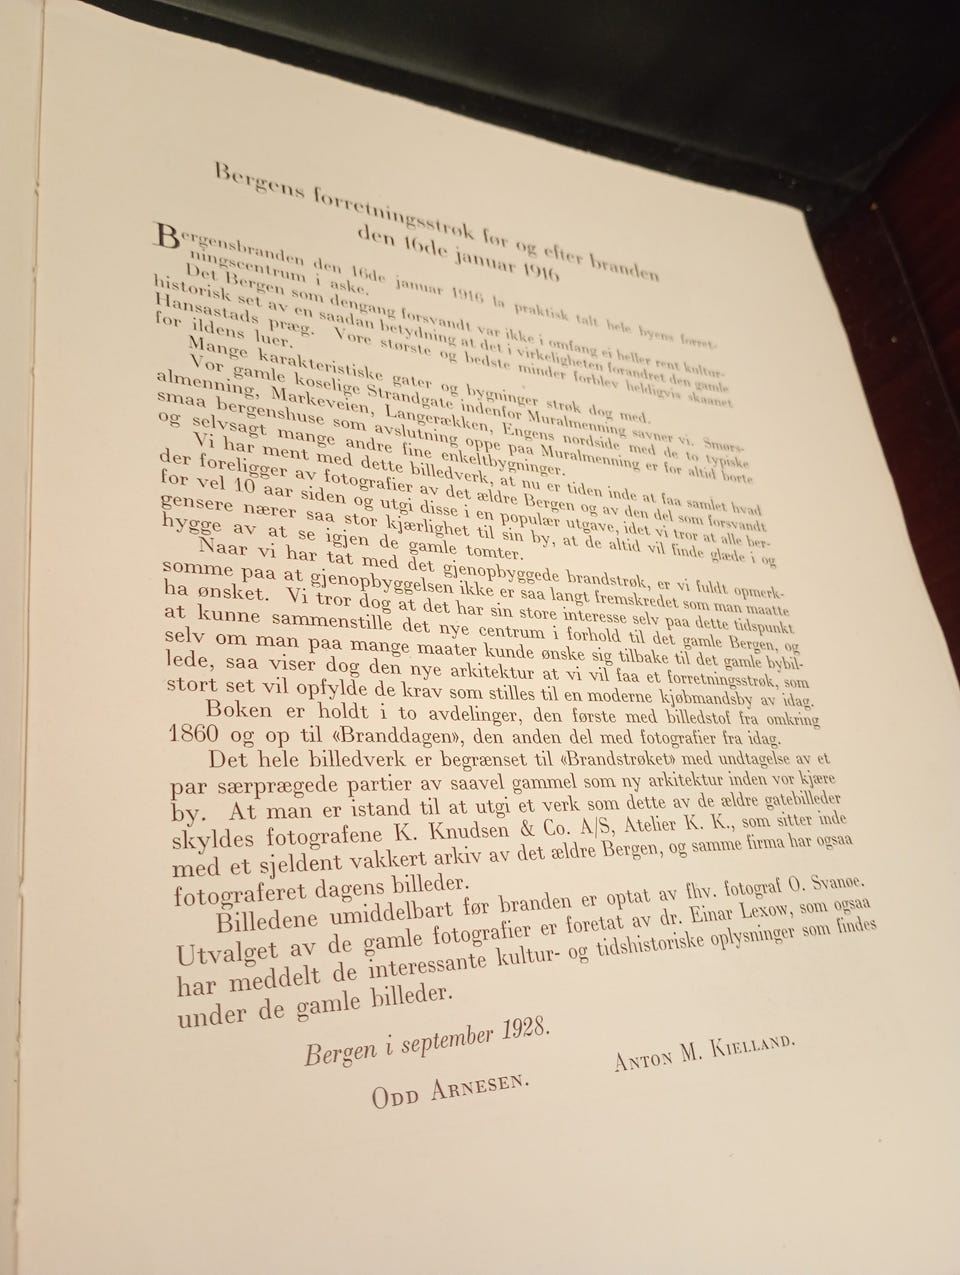 Bergens forretningsstrøk før og efter branden
den 16de januar 1916
Bergensbranden den 16de januar 1916 la praktisk talt hele byens forret-
ningscentrum i aske.
Det Bergen som dengang forsvandt var ikke i omfang ei heller rent kultur-
historisk set av en saadan betydning at det i virkeligheten forandret den gamle
Hansastads præg. Vore største og bedste minder forblev heldigvis skaanet
for ildens luer.
Mange karakteristiske gater og bygninger strøk dog med.
Vor gamle koselige Strandgate indenfor Muralmenning savner vi. Smørs-
almenning, Markeveien, Langerækken, Engens nordside med de to typiske
smaa bergenshuse som avslutning oppe paa Muralmenning er for altid borte
og selvsagt mange andre fine enkeltbygninger.
Vi har ment med dette billedverk, at nu er tiden inde at faa samlet hvad
der foreligger av fotografier av det ældre Bergen og av den del som forsvandt
for vel 10 aar siden og utgi disse i en populær utgave, idet vi tror at alle ber-
gensere nærer saa stor kjærlighet til sin by, at de altid vil finde glæde i og
hygge av at se igjen de gamle tomter.
Naar vi har tat med det gjenopbyggede brandstrøk, er vi fuldt opmerk-
somme paa at gjenopbyggelsen ikke er saa langt fremskredet som man maatte
ha ønsket. Vi tror dog at det har sin store interesse selv paa dette tidspunkt
at kunne sammenstille det nye centrum i forhold til det gamle Bergen, og
selv om man paa mange maater kunde ønske sig tilbake til det gamle bybil-
lede, saa viser dog den nye arkitektur at vi vil faa et forretningsstrøk, som
stort set vil opfylde de krav som stilles til en moderne kjøbmandsby av idag.
Boken er holdt i to avdelinger, den første med billedstof fra omkring
1860 og op til «Branddagen», den anden del med fotografier fra idag.
Det hele billedverk er begrænset til «Brandstrøket» med undtagelse av et
par særprægede partier av saavel gammel som ny arkitektur inden vor kjære
by. At man er istand til at utgi et verk som dette av de ældre gatebilleder
skyldes fotografene K. Knudsen & Co. A/S, Atelier K. K., som sitter inde
med et sjeldent vakkert arkiv av det ældre Bergen, og samme firma har ogsaa
fotograferet dagens billeder.
Billedene umiddelbart før branden er optat av fhv. fotograf O. Svanøe.
Utvalget av de gamle fotografier er foretat av dr. Einar Lexow, som ogsaa
har meddelt de interessante kultur- og tidshistoriske oplysninger som findes
under de gamle billeder.
Bergen i september 1928.
Odd Arnesen. Anton M. Kielland.